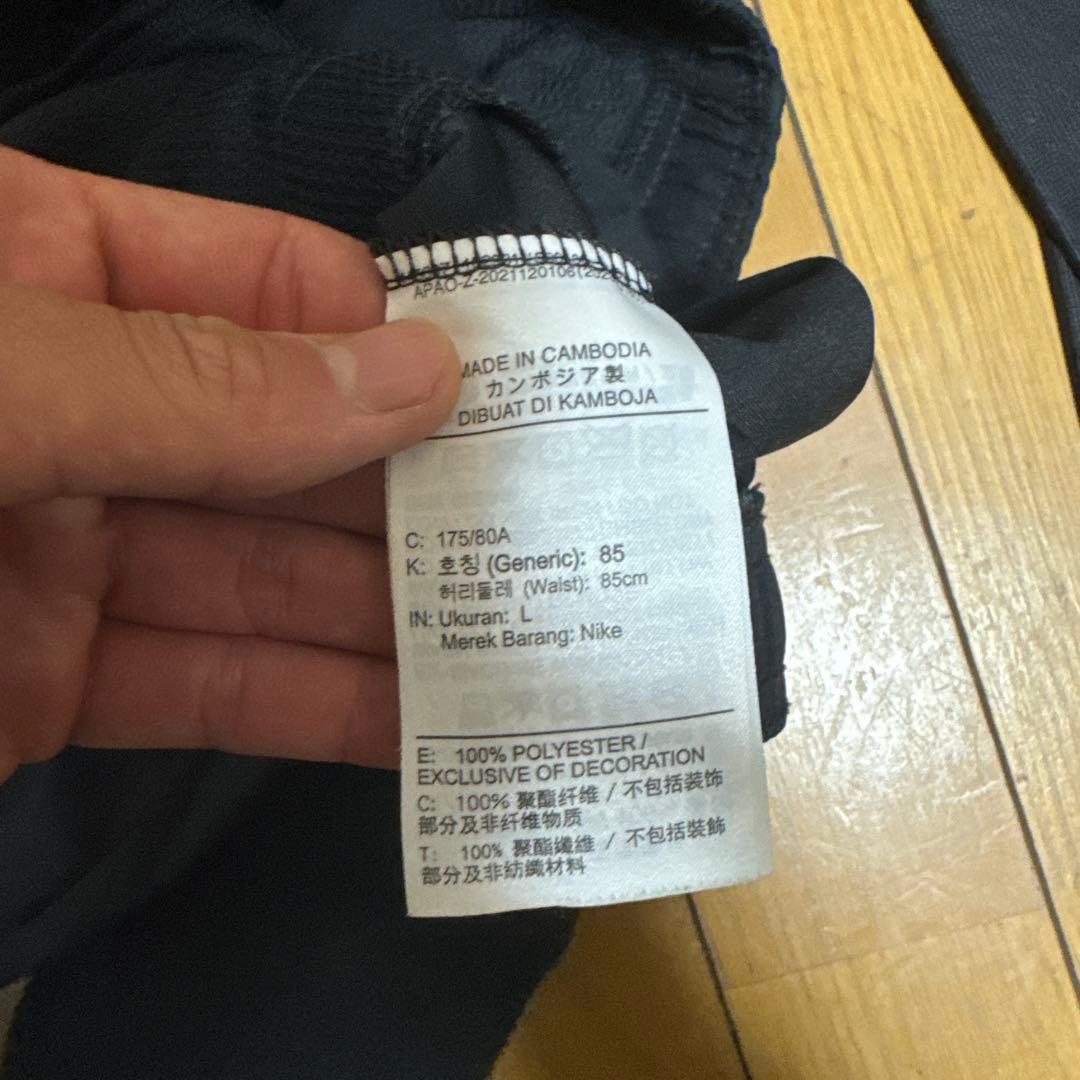 APAO-Z-2021120106(202
MADE IN CAMBODIA
カンボジア製
DIBUAT DI KAMBOJA
C: 175/80A
K: 호칭 (Generic): 85
허리둘레 (Waist): 85cm
IN: Ukuran: L
Merek Barang: Nike
E: 100% POLYESTER /
EXCLUSIVE OF DECORATION
C: 100% 聚酯纤维 / 不包括装饰
部分及非纤维物质
T: 100% 聚酯纖維 / 不包括裝飾
部分及非紡織材料